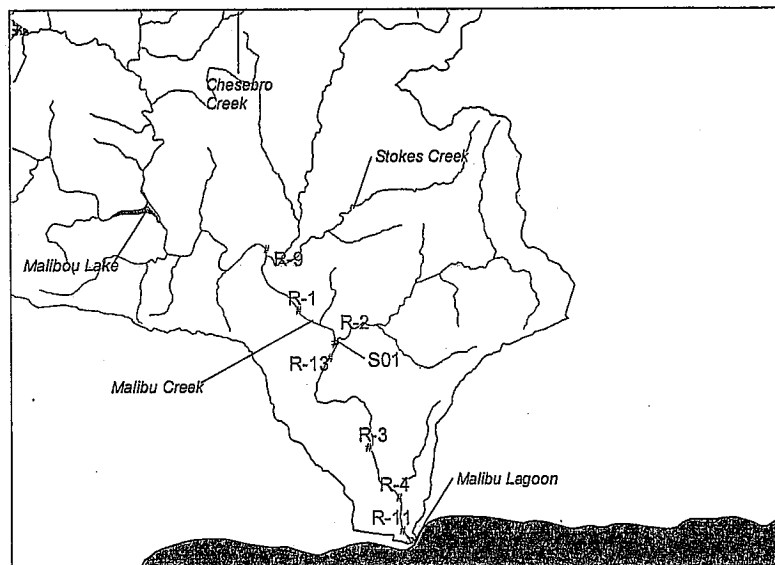 Chesebro
Creek
Stokes Creek
Malibou Lake
R-9
R-1
R-2
R-13
S01
Malibu Creek
R-3
R-4
Malibu Lagoon
R-11